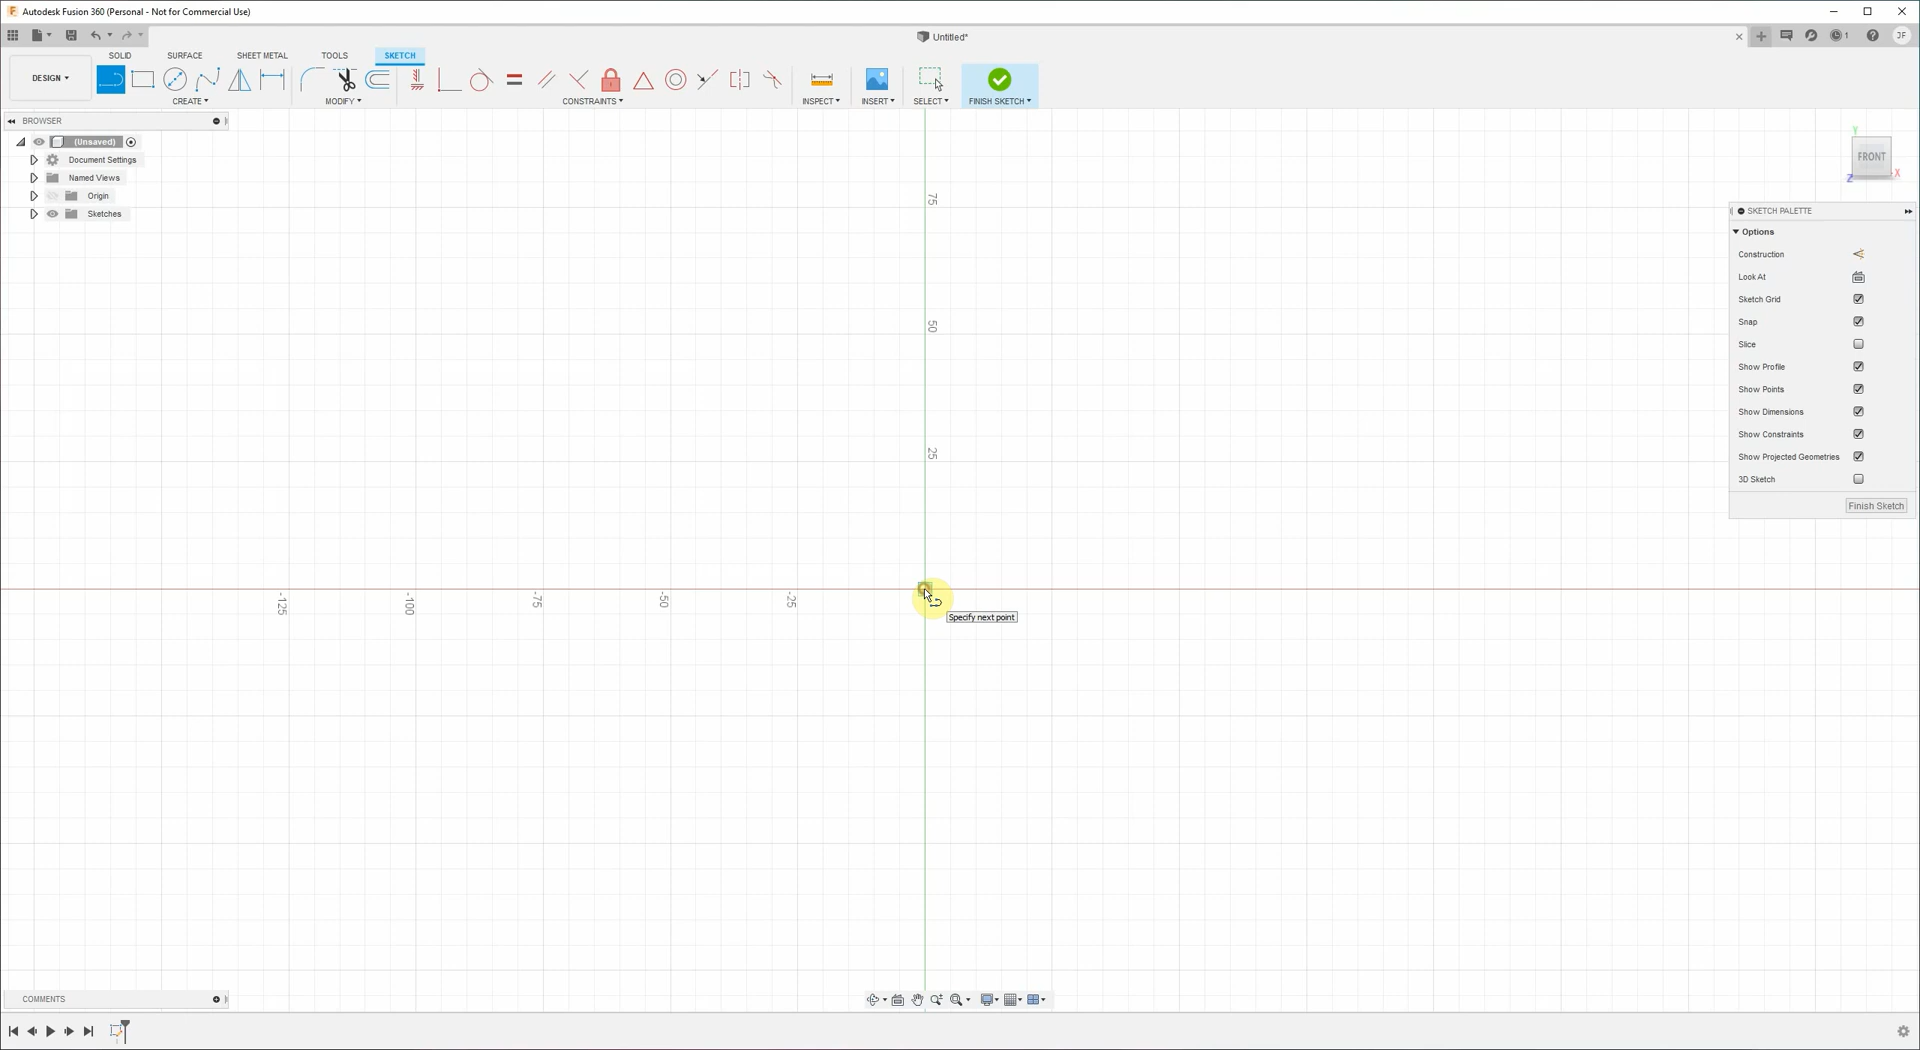 Autodesk Fusion 360 (Personal - Not for Commercial Use)
Untitled*
1
JF
SOLID
SURFACE
SHEET METAL
TOOLS
SKETCH
DESIGN
CREATE
MODIFY
CONSTRAINTS
INSPECT
INSERT
SELECT
FINISH SKETCH
BROWSER
(Unsaved)
Document Settings
Named Views
Origin
Sketches
Y
FRONT
X
Z
SKETCH PALETTE
Options
Construction
Look At
Sketch Grid
Snap
Slice
Show Profile
Show Points
Show Dimensions
Show Constraints
Show Projected Geometries
3D Sketch
Finish Sketch
75
50
25
-125
-100
-75
-50
-25
Specify next point
COMMENTS